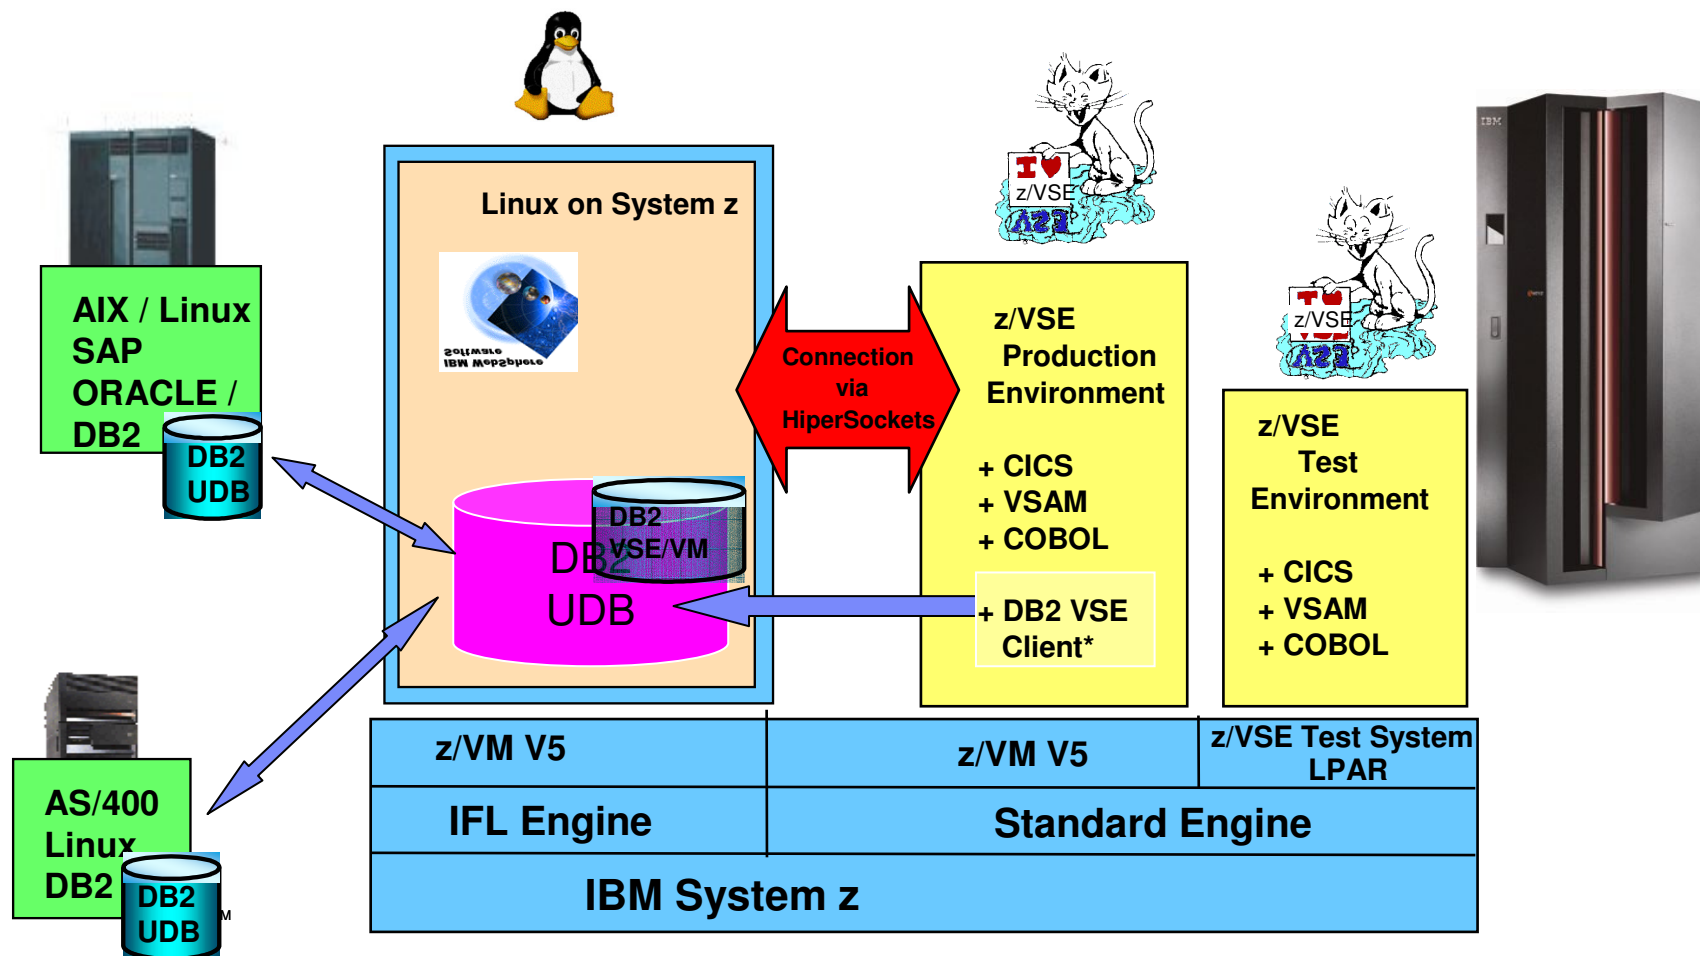 AIX / Linux
SAP
ORACLE /
DB2
DB2
UDB
AS/400
Linux
DB2
DB2
UDB
M
Linux on System z
IBM WebSphere
Software
DB2
UDB
DB2
VSE/VM
Connection
via
HiperSockets
I ♥
z/VSE
VSE
z/VSE
Production
Environment
+ CICS
+ VSAM
+ COBOL
+ DB2 VSE
Client*
I ♥
z/VSE
VSE
VSE
z/VSE
Test
Environment
+ CICS
+ VSAM
+ COBOL
IBM
z/VM V5
z/VM V5
z/VSE Test System
LPAR
IFL Engine
Standard Engine
IBM System z